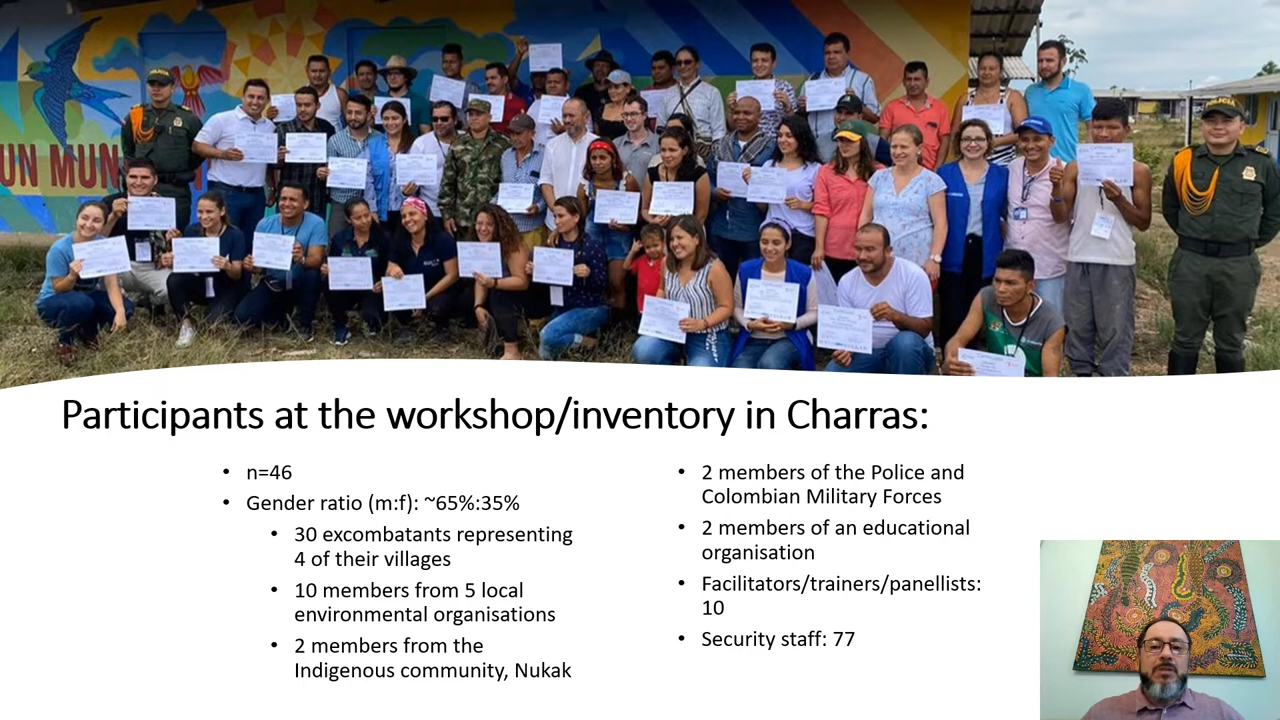 POLICIA
UN MUN
Participants at the workshop/inventory in Charras:
• n=46
• Gender ratio (m:f): ~65%:35%
• 30 excombatants representing
4 of their villages
• 10 members from 5 local
environmental organisations
• 2 members from the
Indigenous community, Nukak
• 2 members of the Police and
Colombian Military Forces
• 2 members of an educational
organisation
• Facilitators/trainers/panellists:
10
• Security staff: 77